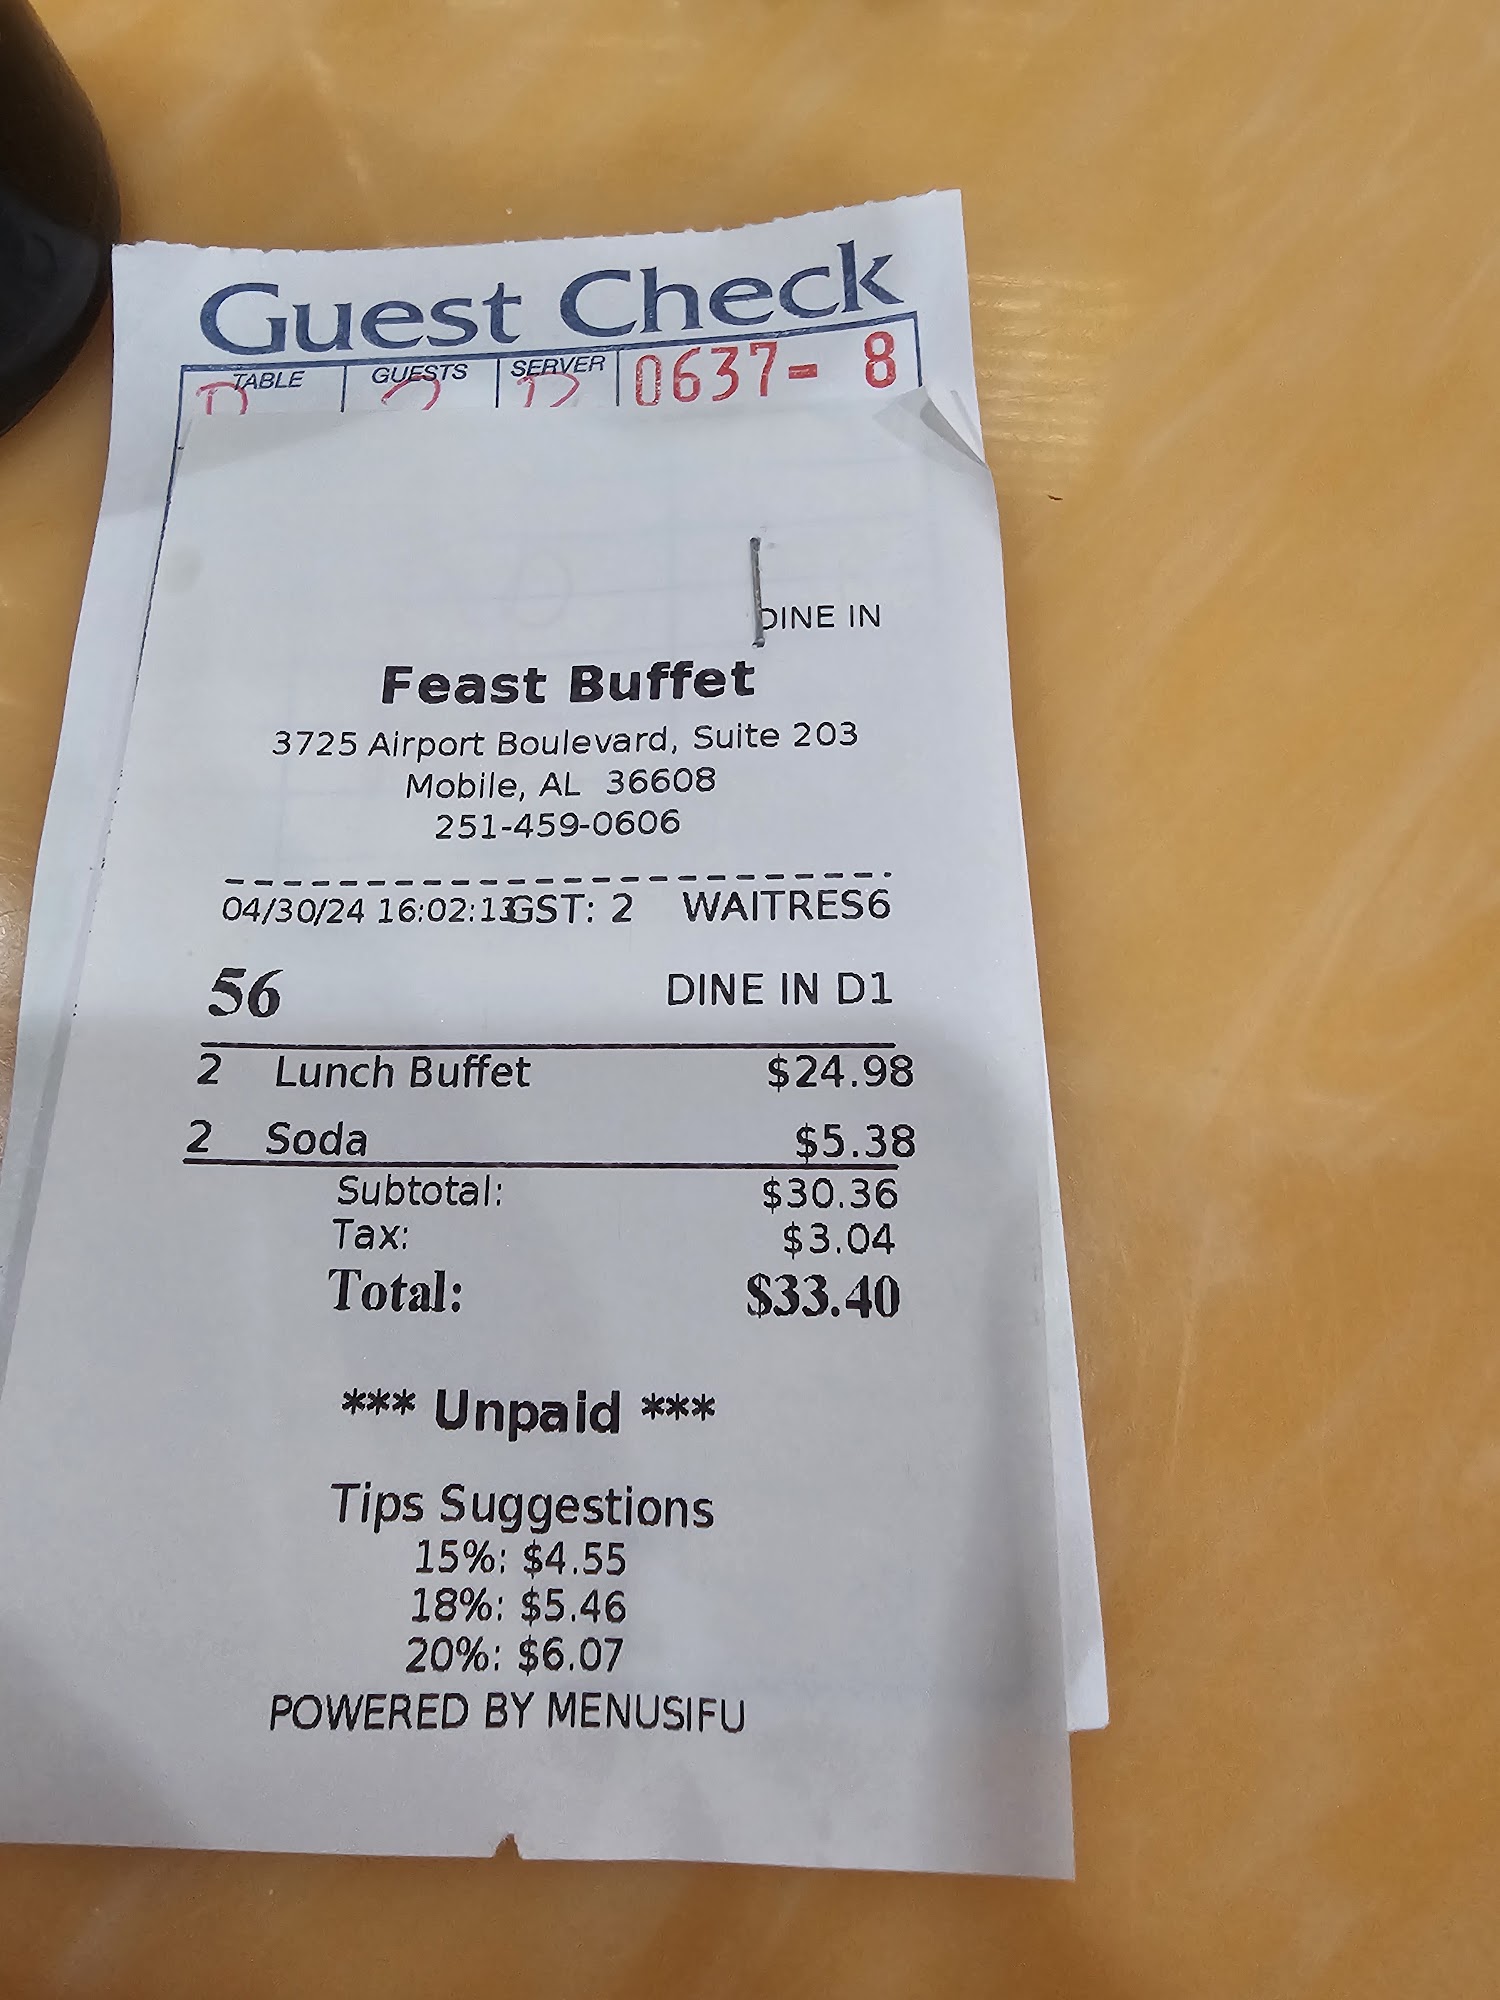 Guest Check
TABLE GUESTS SERVER 0637- 8
DINE IN
Feast Buffet
3725 Airport Boulevard, Suite 203
Mobile, AL 36608
251-459-0606
04/30/24 16:02:13 GST: 2 WAITRES6
56 DINE IN D1
2 Lunch Buffet $24.98
2 Soda $5.38
Subtotal: $30.36
Tax: $3.04
Total: $33.40
*** Unpaid ***
Tips Suggestions
15%: $4.55
18%: $5.46
20%: $6.07
POWERED BY MENUSIFU